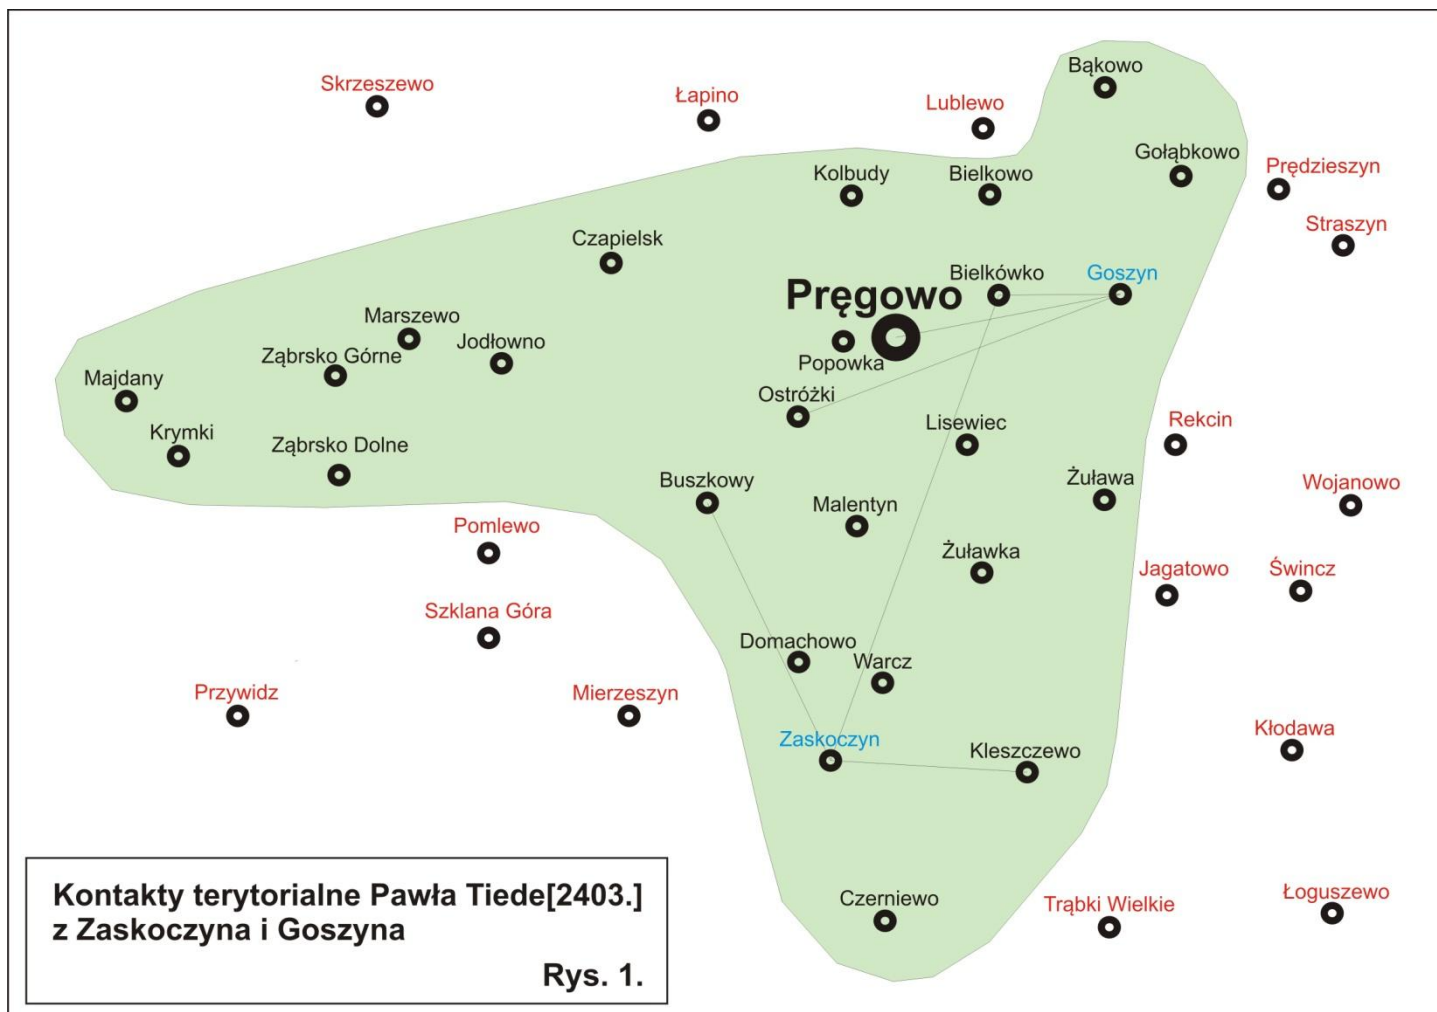 Bąkowo
Skrzeszewo
Łapino
Lublewo
Gołąbkowo
Prędzieszyn
Kolbudy
Bielkowo
Straszyn
Czapielsk
Bielkówko
Goszyn
Pręgowo
Marszewo
Jodłowno
Ząbrsko Górne
Popowka
Majdany
Ostróżki
Rekcin
Lisewiec
Krymki
Ząbrsko Dolne
Buszkowy
Żuława
Wojanowo
Malentyn
Pomlewo
Żuławka
Jagatowo
Świncz
Szklana Góra
Domachowo
Warcz
Przywidz
Mierzeszyn
Kłodawa
Zaskoczyn
Kleszczewo
Czerniewo
Trąbki Wielkie
Łoguszewo
Kontakty terytorialne Pawła Tiede[2403.]
z Zaskoczyna i Goszyna
Rys. 1.